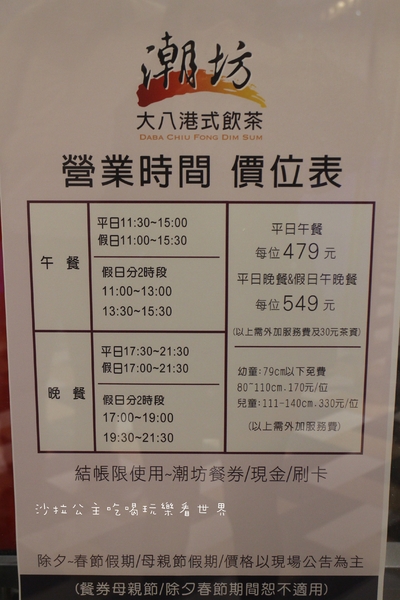 潮坊
大八港式飲茶
DABA CHIU FONG DIM SUM
營業時間 價位表
午餐
平日11:30~15:00
假日11:00~15:30
假日分2時段
11:00~13:00
13:30~15:30
晚餐
平日17:30~21:30
假日17:00~21:30
假日分2時段
17:00~19:00
19:30~21:30
平日午餐
每位479元
平日晚餐&假日午晚餐
每位549元
(以上需外加服務費及30元茶資)
幼童:79cm以下免費
80~110cm.170元/位
兒童:111-140cm.330元/位
(以上需外加服務費)
結帳限使用~潮坊餐券/現金/刷卡
沙拉公主吃喝玩樂看世界
除夕~春節假期/母親節假期/價格以現場公告為主
(餐券母親節/除夕春節期間恕不適用)